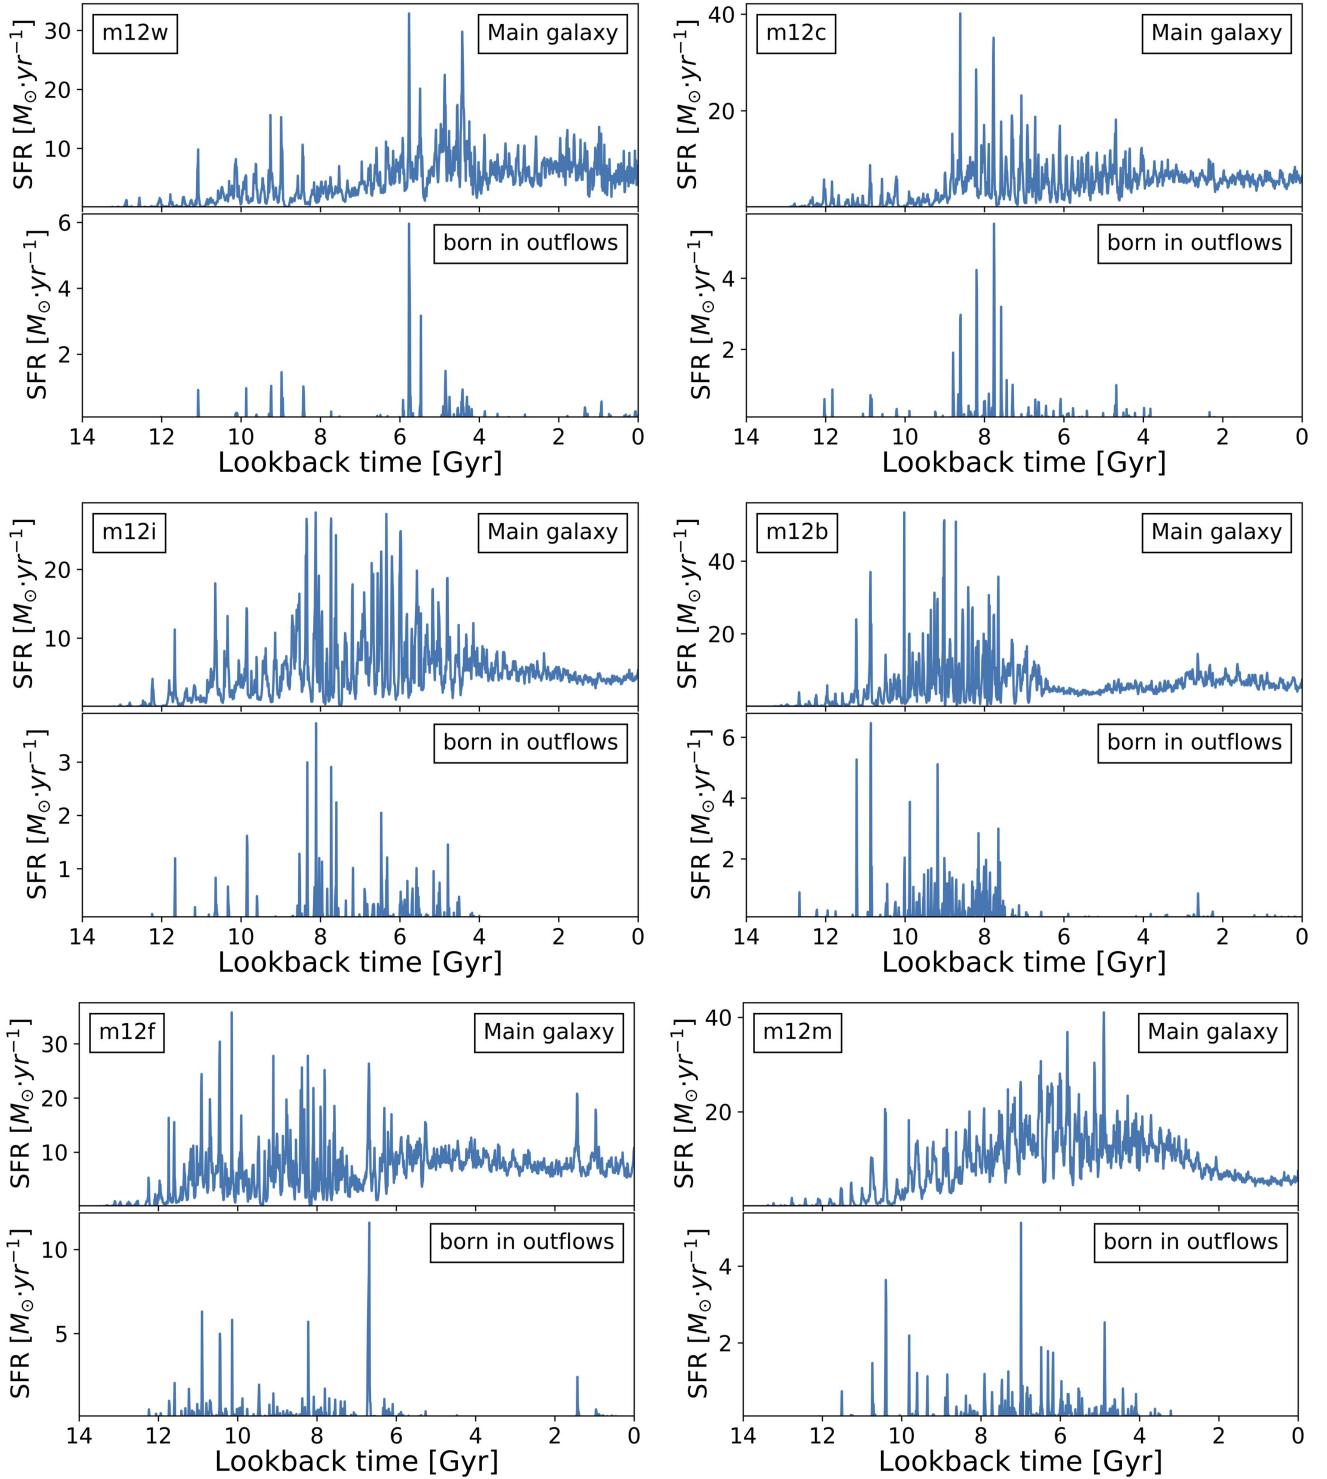 m12w
Main galaxy
SFR [M⊙·yr−1]
30
20
10
born in outflows
SFR [M⊙·yr−1]
6
4
2
14 12 10 8 6 4 2 0
Lookback time [Gyr]
m12c
Main galaxy
SFR [M⊙·yr−1]
40
20
born in outflows
SFR [M⊙·yr−1]
4
2
14 12 10 8 6 4 2 0
Lookback time [Gyr]
m12i
Main galaxy
SFR [M⊙·yr−1]
20
10
born in outflows
SFR [M⊙·yr−1]
3
2
1
14 12 10 8 6 4 2 0
Lookback time [Gyr]
m12b
Main galaxy
SFR [M⊙·yr−1]
40
20
born in outflows
SFR [M⊙·yr−1]
6
4
2
14 12 10 8 6 4 2 0
Lookback time [Gyr]
m12f
Main galaxy
SFR [M⊙·yr−1]
30
20
10
born in outflows
SFR [M⊙·yr−1]
10
5
14 12 10 8 6 4 2 0
Lookback time [Gyr]
m12m
Main galaxy
SFR [M⊙·yr−1]
40
20
born in outflows
SFR [M⊙·yr−1]
4
2
14 12 10 8 6 4 2 0
Lookback time [Gyr]